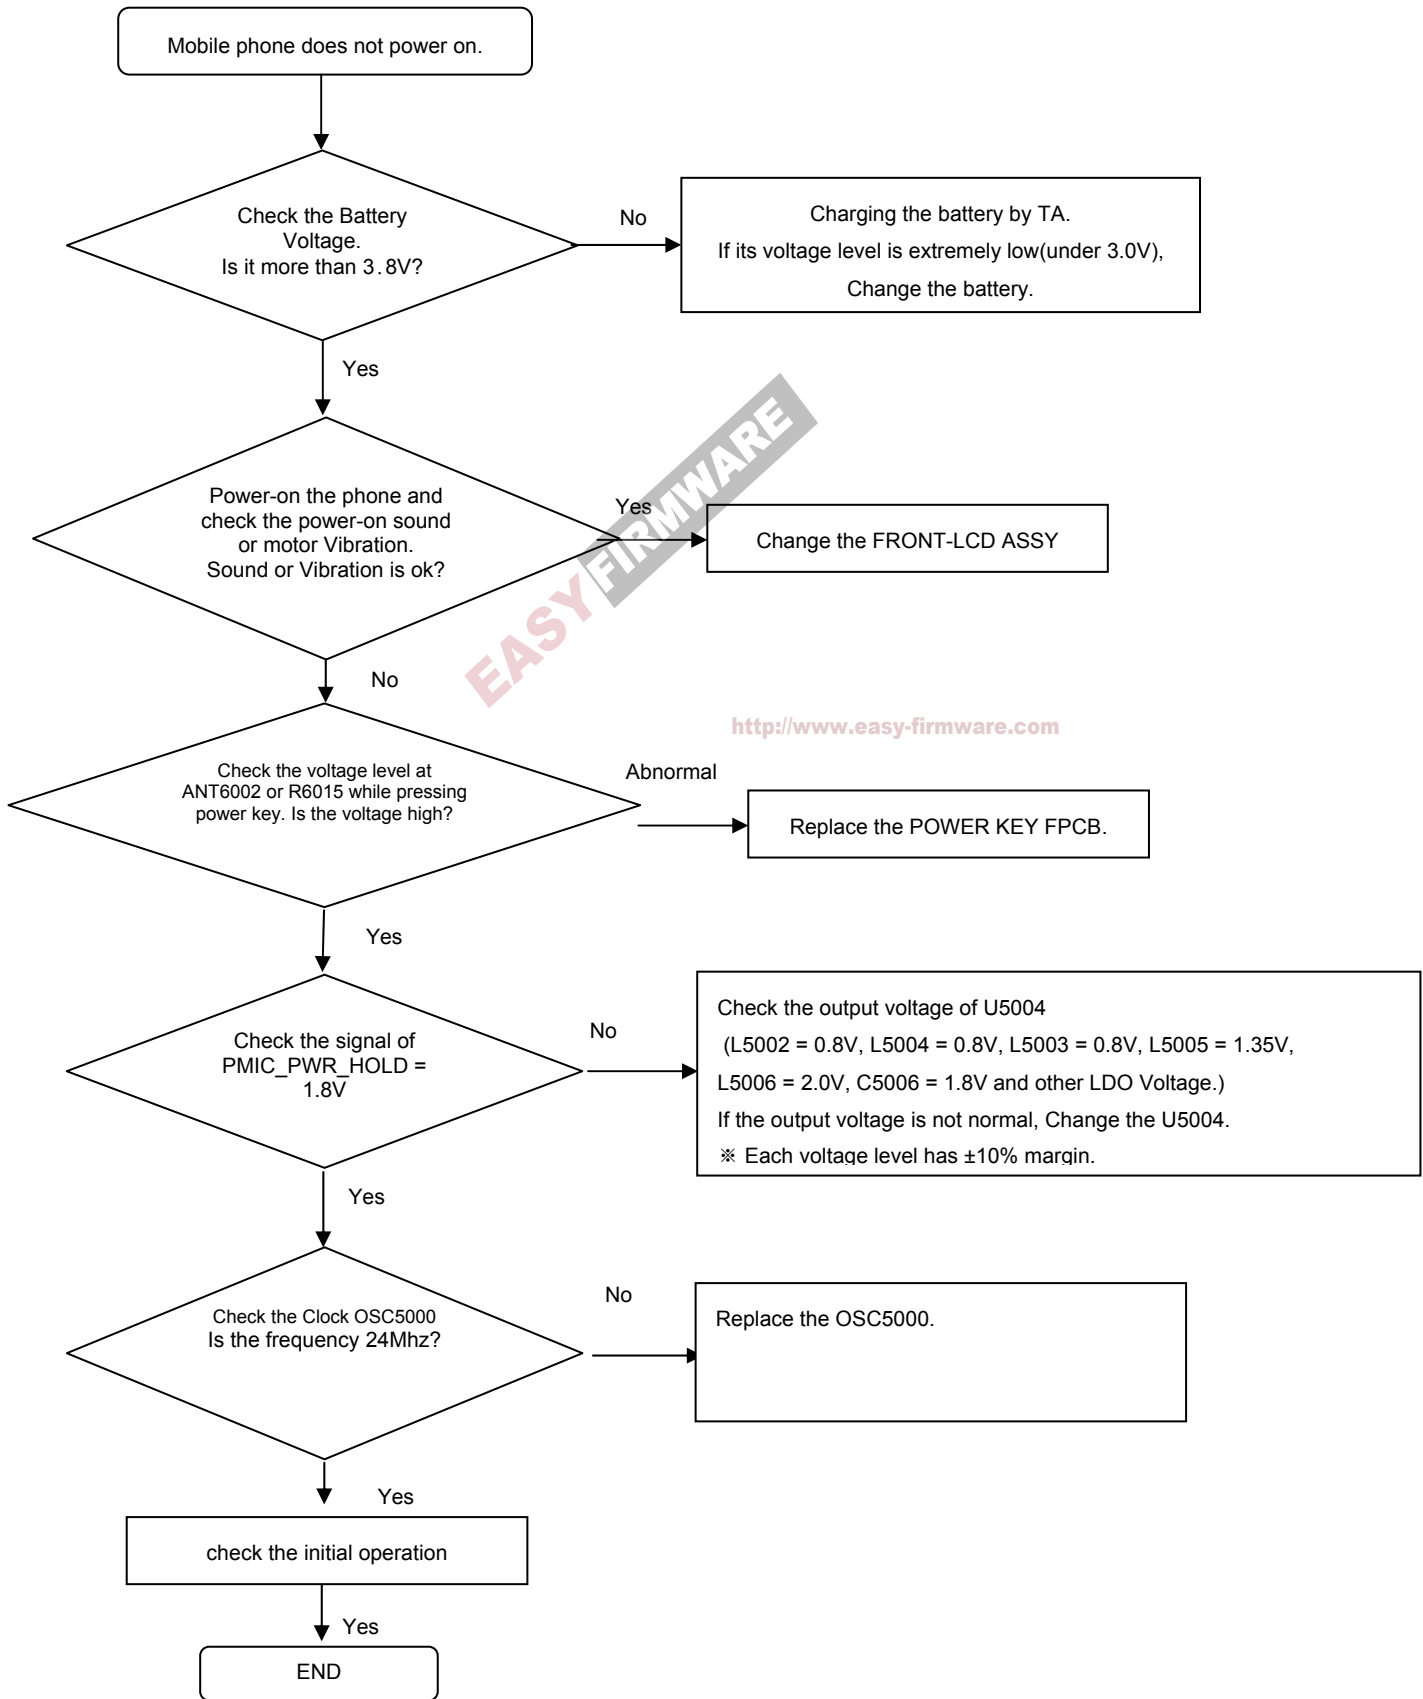 Mobile phone does not power on.
Check the Battery
Voltage.
Is it more than 3.8V?
No
Charging the battery by TA.
If its voltage level is extremely low(under 3.0V),
Change the battery.
Yes
Power-on the phone and
check the power-on sound
or motor Vibration.
Sound or Vibration is ok?
Yes
Change the FRONT-LCD ASSY
EASY FIRMWARE
No
http://www.easy-firmware.com
Check the voltage level at
ANT6002 or R6015 while pressing
power key. Is the voltage high?
Abnormal
Replace the POWER KEY FPCB.
Yes
Check the signal of
PMIC_PWR_HOLD =
1.8V
No
Check the output voltage of U5004
(L5002 = 0.8V, L5004 = 0.8V, L5003 = 0.8V, L5005 = 1.35V,
L5006 = 2.0V, C5006 = 1.8V and other LDO Voltage.)
If the output voltage is not normal, Change the U5004.
※ Each voltage level has ±10% margin.
Yes
Check the Clock OSC5000
Is the frequency 24Mhz?
No
Replace the OSC5000.
Yes
check the initial operation
Yes
END